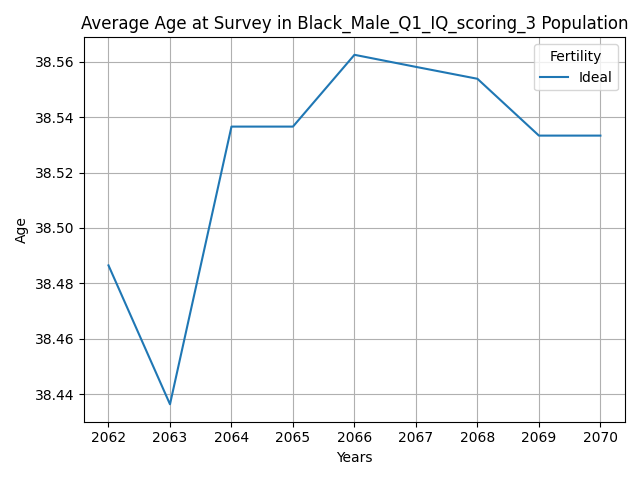 Average Age at Survey in Black_Male_Q1_IQ_scoring_3 Population
Fertility
Ideal
38.56
38.54
38.52
38.50
38.48
38.46
38.44
Age
2062 2063 2064 2065 2066 2067 2068 2069 2070
Years